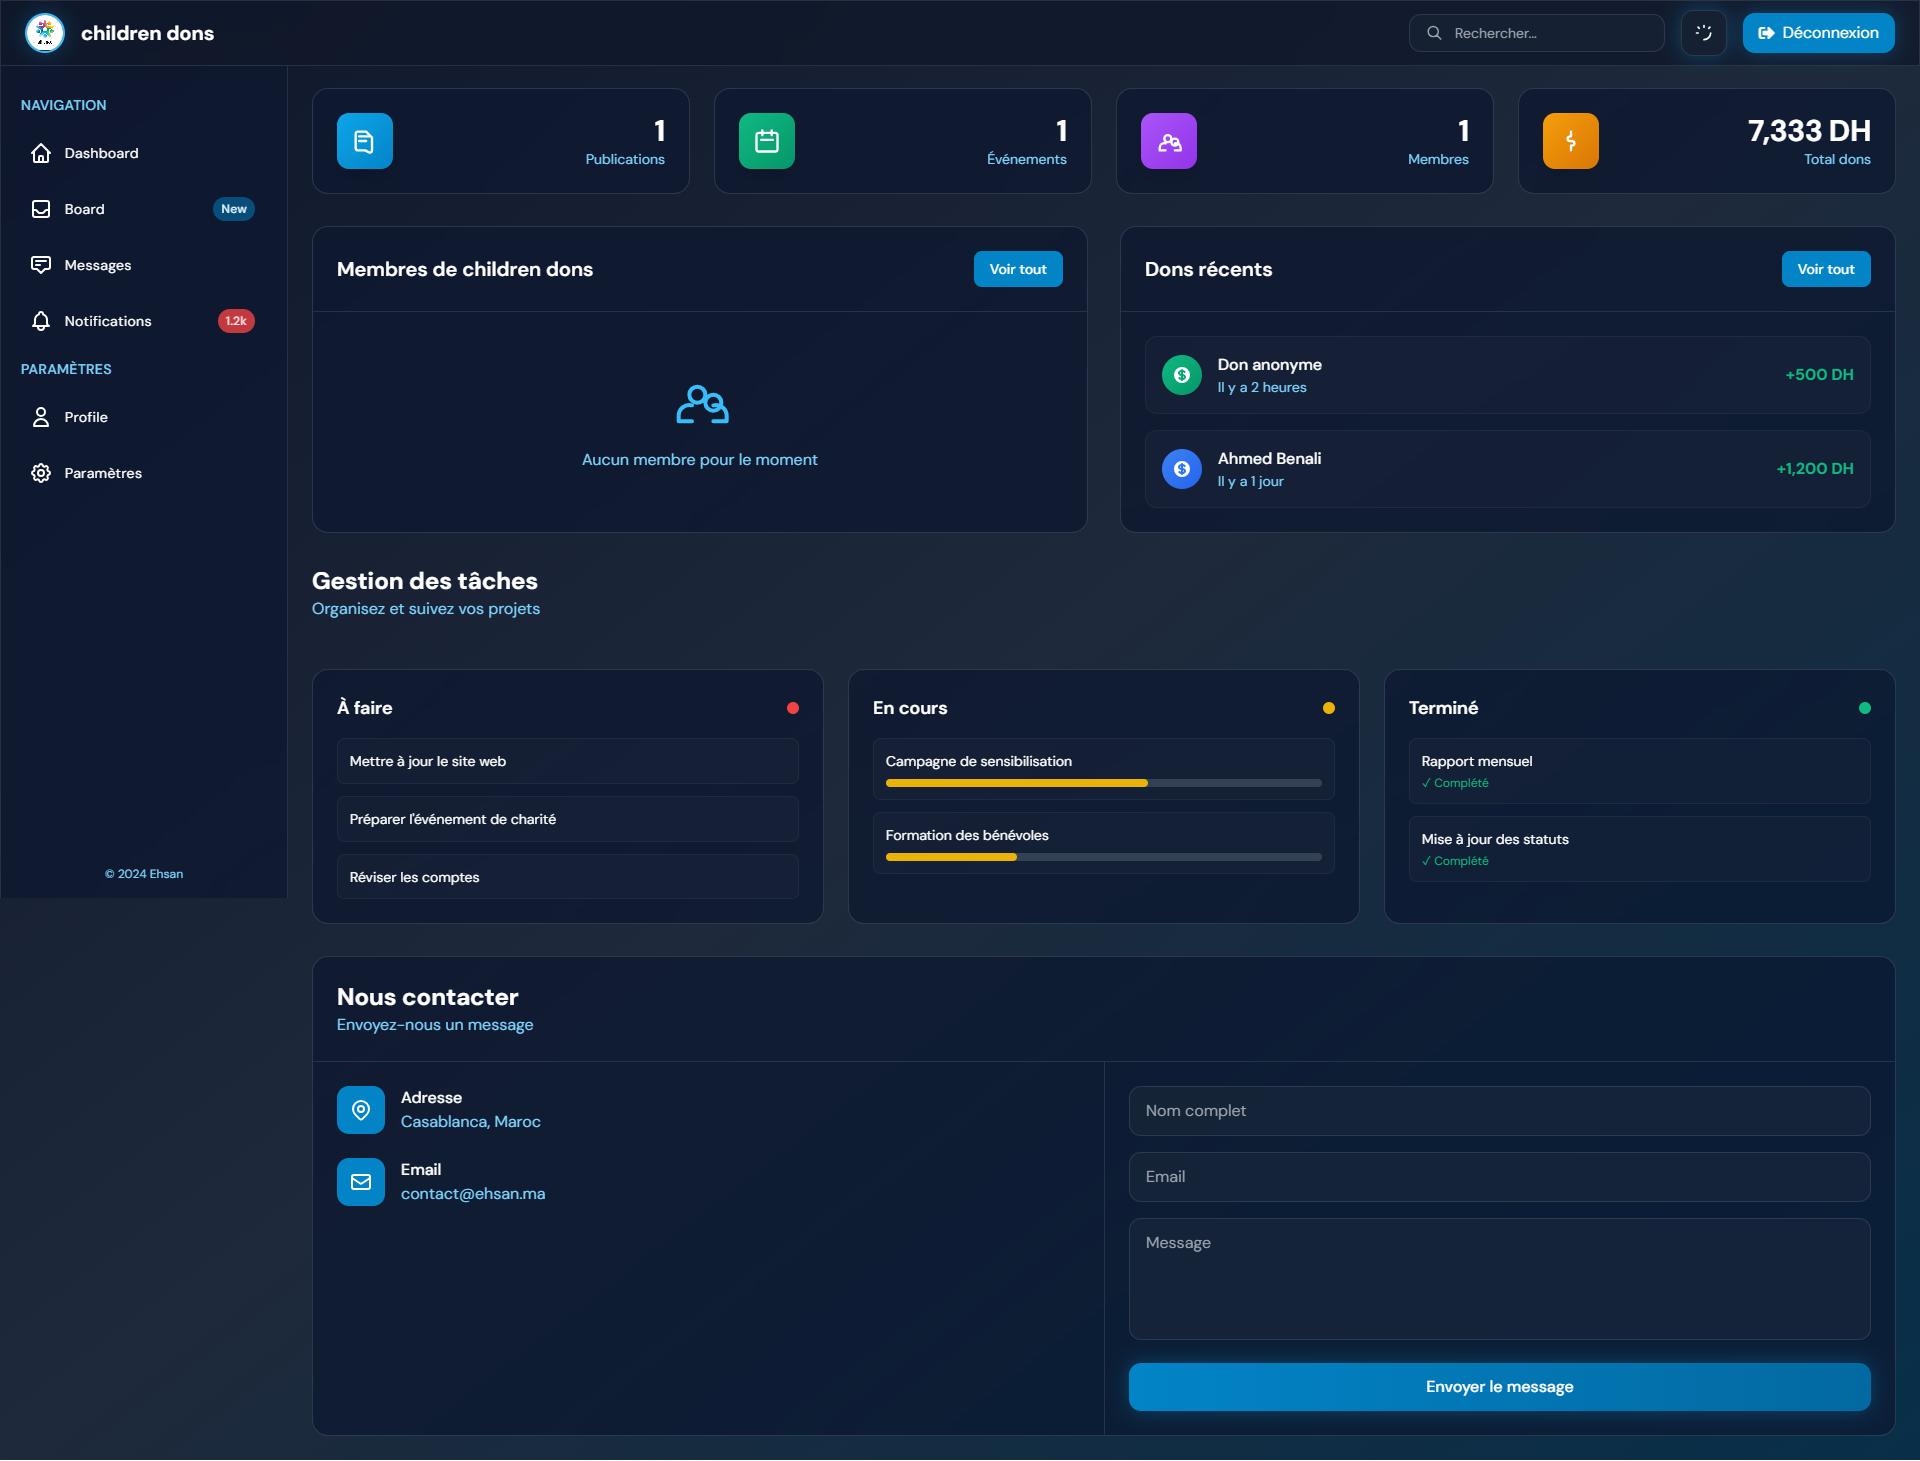 children dons
Rechercher...
Déconnexion
NAVIGATION
Dashboard
Board
New
Messages
Notifications
1.2k
PARAMÈTRES
Profile
Paramètres
© 2024 Ehsan
1
Publications
1
Événements
1
Membres
7,333 DH
Total dons
Membres de children dons
Voir tout
Aucun membre pour le moment
Dons récents
Voir tout
Don anonyme
Il y a 2 heures
+500 DH
Ahmed Benali
Il y a 1 jour
+1,200 DH
Gestion des tâches
Organisez et suivez vos projets
À faire
Mettre à jour le site web
Préparer l'événement de charité
Réviser les comptes
En cours
Campagne de sensibilisation
Formation des bénévoles
Terminé
Rapport mensuel
✓ Complété
Mise à jour des statuts
✓ Complété
Nous contacter
Envoyez-nous un message
Adresse
Casablanca, Maroc
Email
contact@ehsan.ma
Nom complet
Email
Message
Envoyer le message